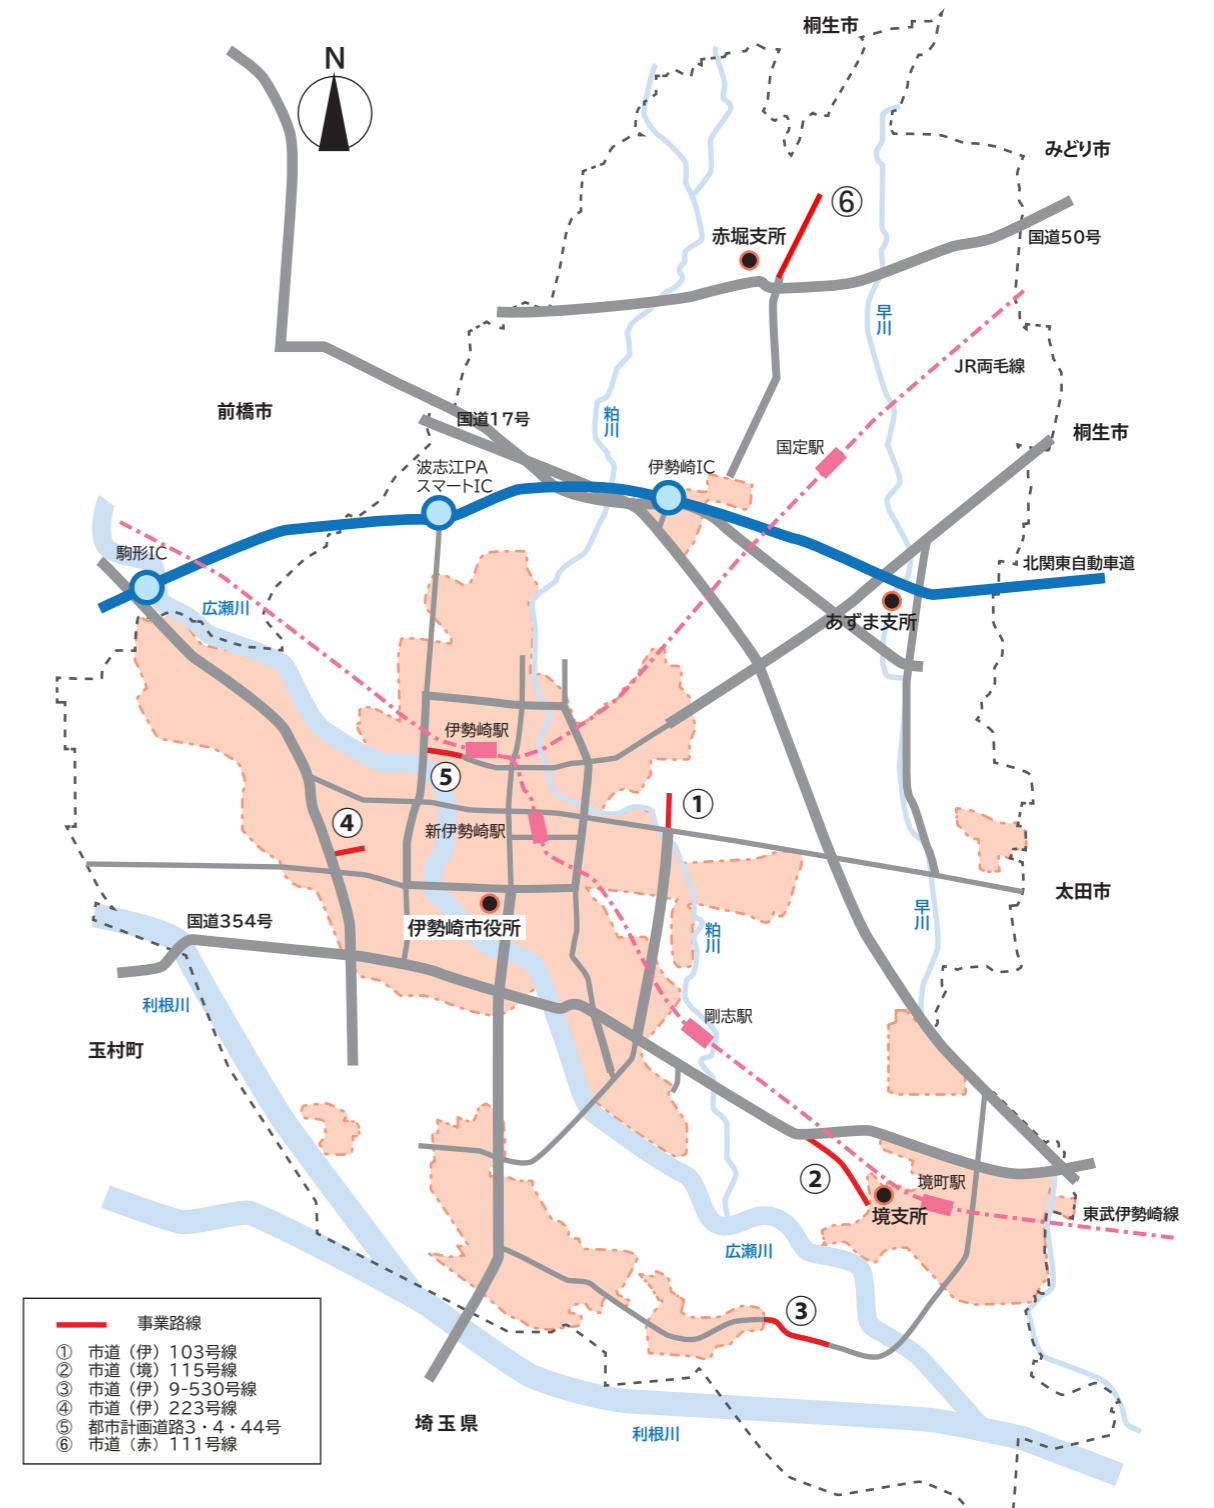 桐生市
N
みどり市
⑥
赤堀支所
国道50号
早川
JR両毛線
前橋市
国道17号
粕川
桐生市
国定駅
波志江PA
スマートIC
伊勢崎IC
駒形IC
北関東自動車道
広瀬川
あずま支所
伊勢崎駅
⑤
①
④
新伊勢崎駅
太田市
国道354号
伊勢崎市役所
早川
粕川
利根川
剛志駅
玉村町
②
境町駅
境支所
東武伊勢崎線
広瀬川
③
事業路線
① 市道（伊）103号線
② 市道（境）115号線
③ 市道（伊）9-530号線
④ 市道（伊）223号線
⑤ 都市計画道路3・4・44号
⑥ 市道（赤）111号線
埼玉県
利根川